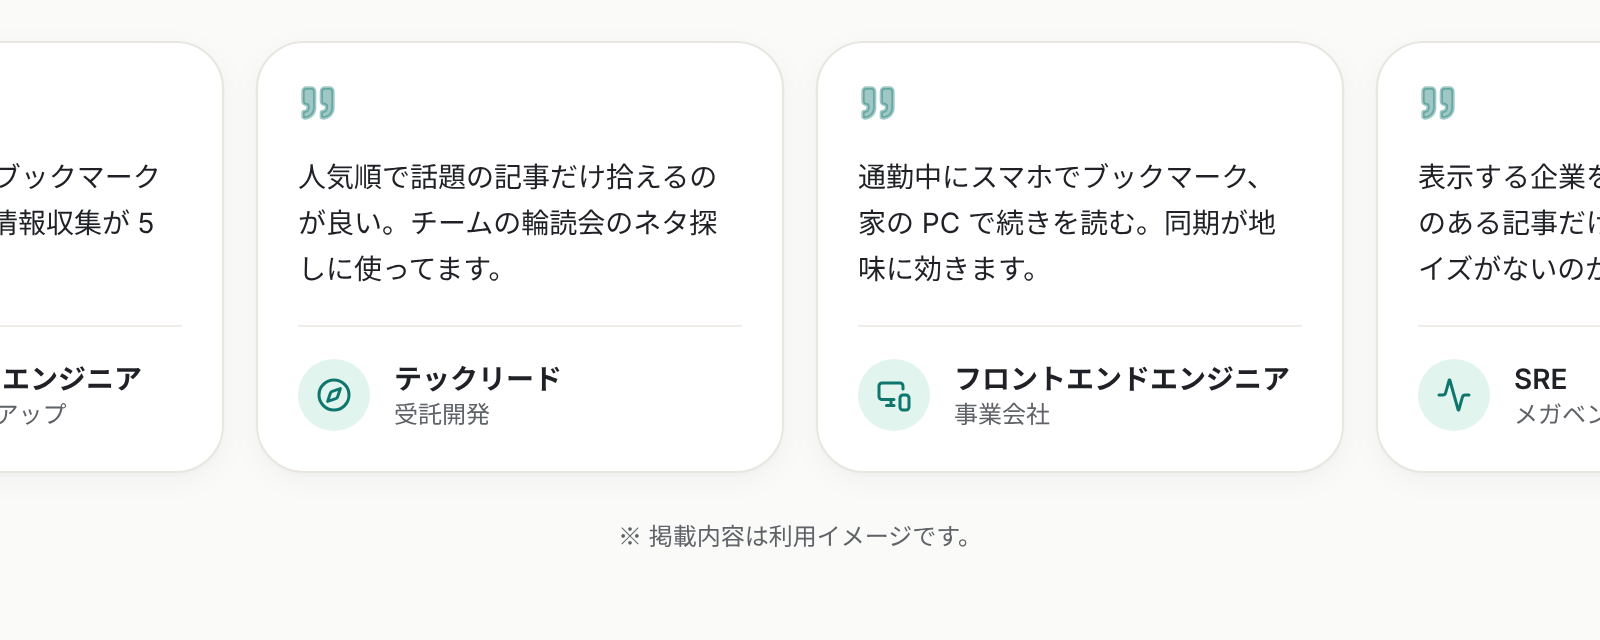 ブックマーク
情報収集が 5
エンジニア
アップ
人気順で話題の記事だけ拾えるの
が良い。チームの輪読会のネタ探
しに使ってます。
テックリード
受託開発
通勤中にスマホでブックマーク、
家の PC で続きを読む。同期が地
味に効きます。
フロントエンドエンジニア
事業会社
表示する企業を
のある記事だけ
イズがないのが
SRE
メガベン
※ 掲載内容は利用イメージです。